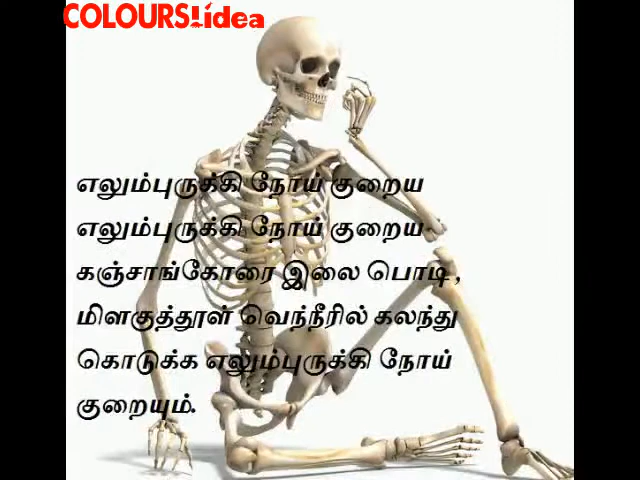 COLOURS!idea
எலும்புருக்கி நோய் குறைய
எலும்புருக்கி நோய் குறைய
கஞ்சாங்கோரை இலை பொடி ,
மிளகுத்தூள் வெந்நீரில் கலந்து
கொடுக்க எலும்புருக்கி நோய்
குறையும்.